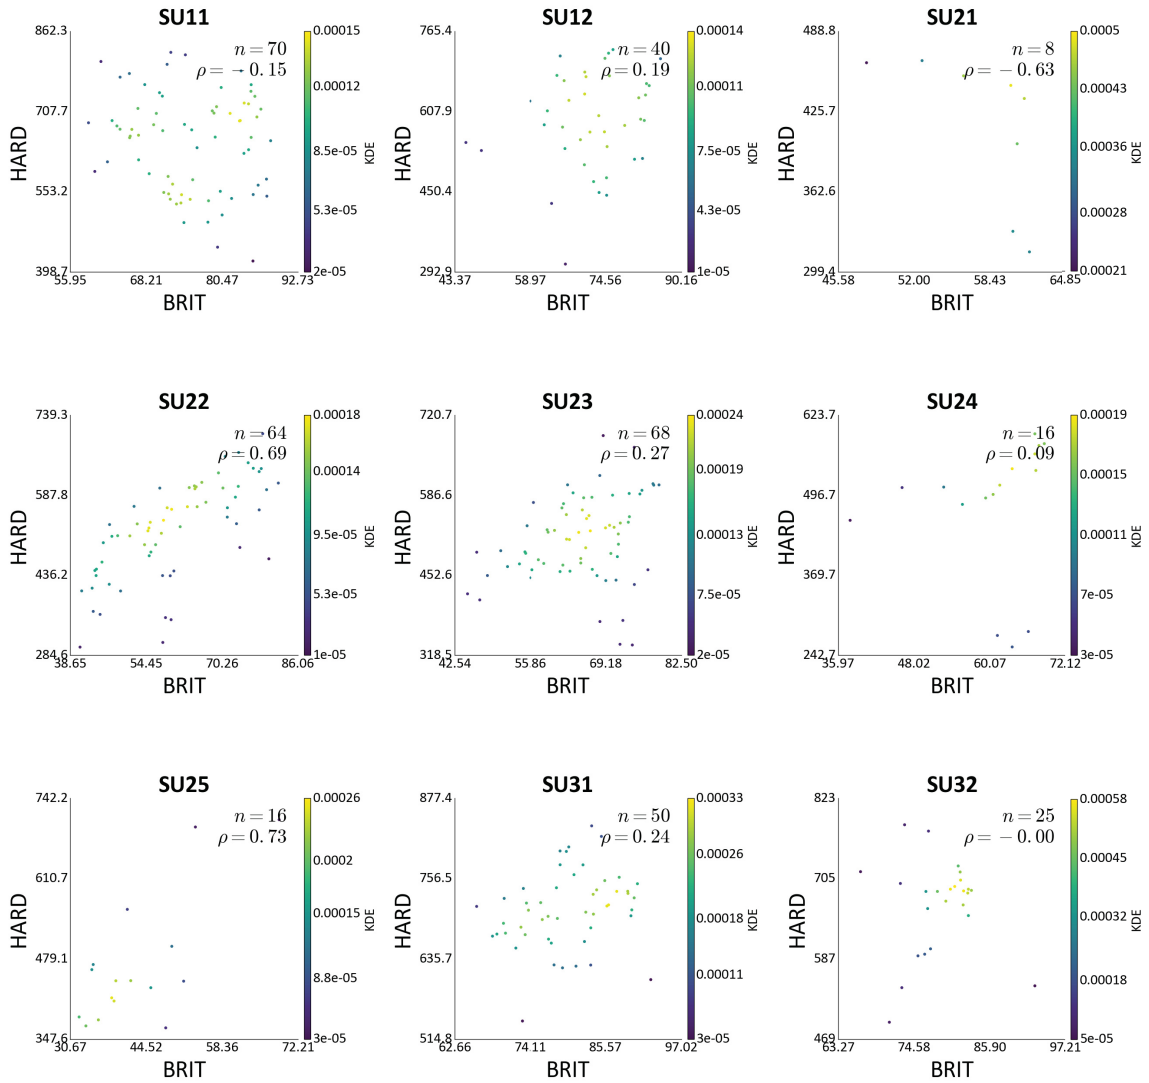 SU11
862.3
707.7
553.2
398.7
55.95 68.21 80.47 92.73
HARD
BRIT
n = 70
ρ = − 0.15
0.00015
0.00012
8.5e-05
5.3e-05
2e-05
KDE
SU12
765.4
607.9
450.4
292.9
43.37 58.97 74.56 90.16
HARD
BRIT
n = 40
ρ = 0.19
0.00014
0.00011
7.5e-05
4.3e-05
1e-05
KDE
SU21
488.8
425.7
362.6
299.4
45.58 52.00 58.43 64.85
HARD
BRIT
n = 8
ρ = − 0.63
0.0005
0.00043
0.00036
0.00028
0.00021
KDE
SU22
739.3
587.8
436.2
284.6
38.65 54.45 70.26 86.06
HARD
BRIT
n = 64
ρ = 0.69
0.00018
0.00014
9.5e-05
5.3e-05
1e-05
KDE
SU23
720.7
586.6
452.6
318.5
42.54 55.86 69.18 82.50
HARD
BRIT
n = 68
ρ = 0.27
0.00024
0.00019
0.00013
7.5e-05
2e-05
KDE
SU24
623.7
496.7
369.7
242.7
35.97 48.02 60.07 72.12
HARD
BRIT
n = 16
ρ = 0.09
0.00019
0.00015
0.00011
7e-05
3e-05
KDE
SU25
742.2
610.7
479.1
347.6
30.67 44.52 58.36 72.21
HARD
BRIT
n = 16
ρ = 0.73
0.00026
0.0002
0.00015
8.8e-05
3e-05
KDE
SU31
877.4
756.5
635.7
514.8
62.66 74.11 85.57 97.02
HARD
BRIT
n = 50
ρ = 0.24
0.00033
0.00026
0.00018
0.00011
3e-05
KDE
SU32
823
705
587
469
63.27 74.58 85.90 97.21
HARD
BRIT
n = 25
ρ = − 0.00
0.00058
0.00045
0.00032
0.00018
5e-05
KDE